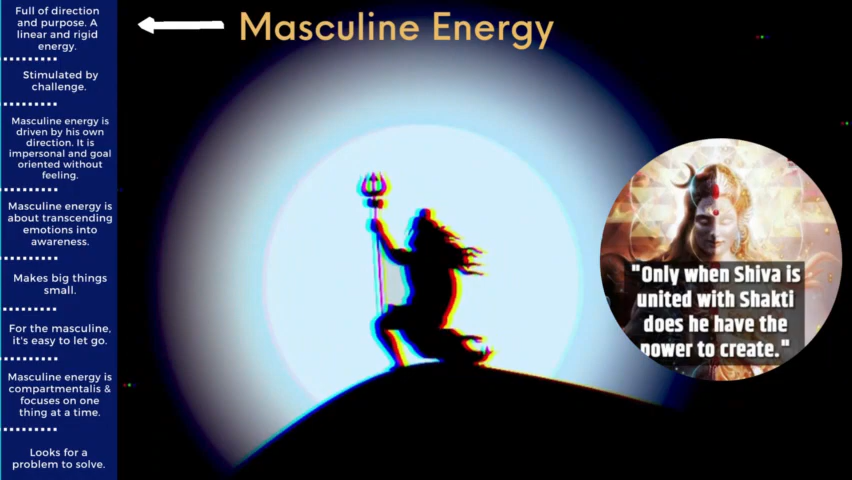 Full of direction
and purpose. A
linear and rigid
energy.
Stimulated by
challenge.
Masculine energy is
driven by his own
direction. It is
impersonal and goal
oriented without
feeling.
Masculine energy is
about transcending
emotions into
awareness.
Makes big things
small.
For the masculine,
it's easy to let go.
Masculine energy is
compartmentalis &
focuses on one
thing at a time.
Looks for a
problem to solve.
Masculine Energy
"Only when Shiva is
united with Shakti
does he have the
power to create."